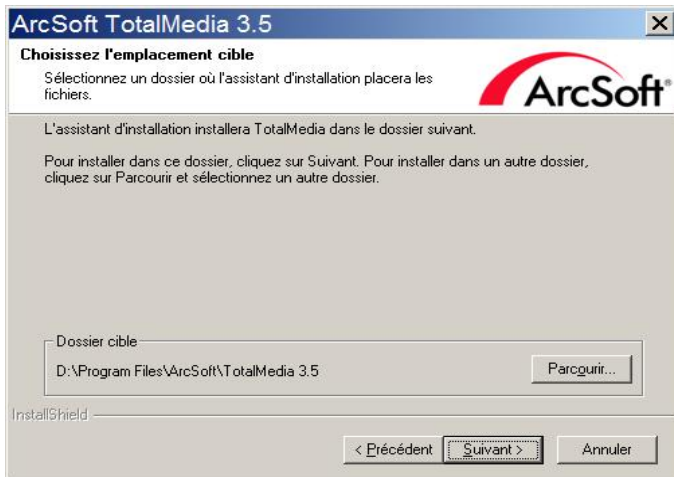 ArcSoft TotalMedia 3.5
Choisissez l'emplacement cible
Sélectionnez un dossier où l'assistant d'installation placera les
fichiers.
ArcSoft®
L'assistant d'installation installera TotalMedia dans le dossier suivant.
Pour installer dans ce dossier, cliquez sur Suivant. Pour installer dans un autre dossier,
cliquez sur Parcourir et sélectionnez un autre dossier.
Dossier cible
D:\Program Files\ArcSoft\TotalMedia 3.5
Parcourir...
InstallShield
< Précédent
Suivant >
Annuler